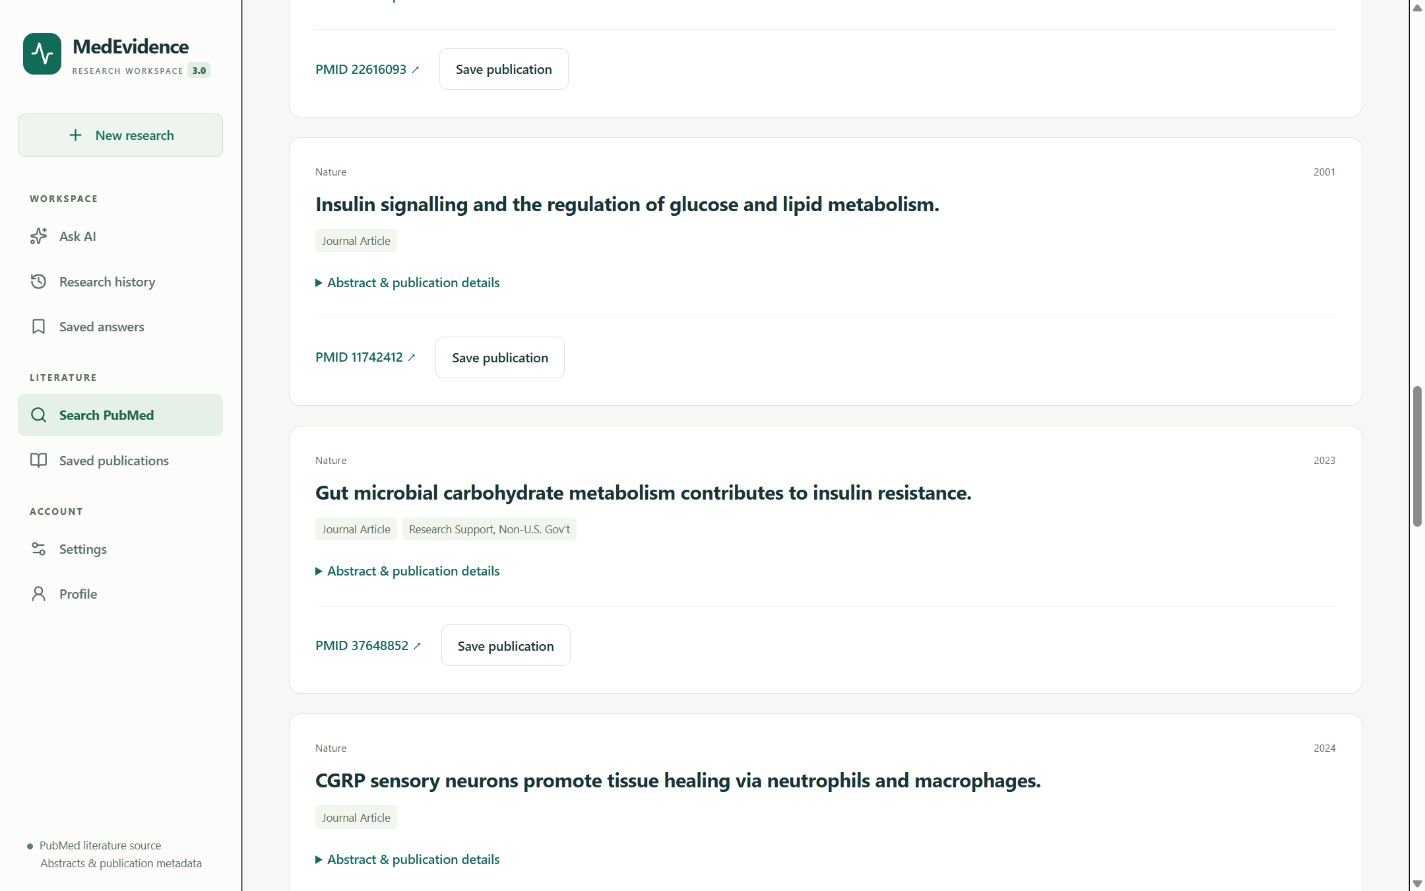 MedEvidence
RESEARCH WORKSPACE 3.0
New research
WORKSPACE
Ask AI
Research history
Saved answers
LITERATURE
Search PubMed
Saved publications
ACCOUNT
Settings
Profile
PubMed literature source
Abstracts & publication metadata
PMID 22616093 ↗
Save publication
Nature
2001
Insulin signalling and the regulation of glucose and lipid metabolism.
Journal Article
▶ Abstract & publication details
PMID 11742412 ↗
Save publication
Nature
2023
Gut microbial carbohydrate metabolism contributes to insulin resistance.
Journal Article
Research Support, Non-U.S. Gov't
▶ Abstract & publication details
PMID 37648852 ↗
Save publication
Nature
2024
CGRP sensory neurons promote tissue healing via neutrophils and macrophages.
Journal Article
▶ Abstract & publication details